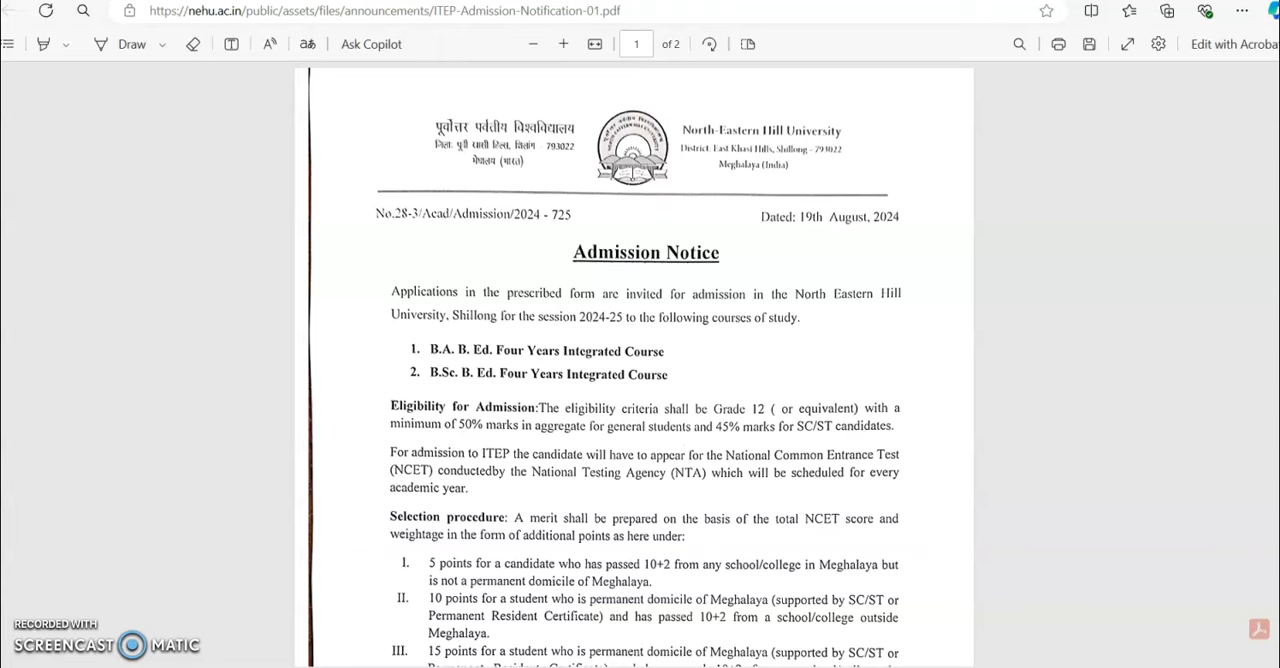 https://nehu.ac.in/public/assets/files/announcements/ITEP-Admission-Notification-01.pdf
Draw
aあ
Ask Copilot
1 of 2
Edit with Acroba
पूर्वोत्तर पर्वतीय विश्वविद्यालय
793022
(भारत)
North-Eastern Hill University
District: East Khasi Hills, Shillong - 793022
Meghalaya (India)
No.28-3/Acad/Admission/2024 - 725
Dated: 19th August, 2024
Admission Notice
Applications in the prescribed form are invited for admission in the North Eastern Hill
University, Shillong for the session 2024-25 to the following courses of study.
1. B.A. B. Ed. Four Years Integrated Course
2. B.Sc. B. Ed. Four Years Integrated Course
Eligibility for Admission:The eligibility criteria shall be Grade 12 ( or equivalent) with a
minimum of 50% marks in aggregate for general students and 45% marks for SC/ST candidates.
For admission to ITEP the candidate will have to appear for the National Common Entrance Test
(NCET) conductedby the National Testing Agency (NTA) which will be scheduled for every
academic year.
Selection procedure: A merit shall be prepared on the basis of the total NCET score and
weightage in the form of additional points as here under:
I. 5 points for a candidate who has passed 10+2 from any school/college in Meghalaya but
is not a permanent domicile of Meghalaya.
II. 10 points for a student who is permanent domicile of Meghalaya (supported by SC/ST or
Permanent Resident Certificate) and has passed 10+2 from a school/college outside
Meghalaya.
III. 15 points for a student who is permanent domicile of Meghalaya (supported by SC/ST or
RECORDED WITH
SCREENCAST MATIC